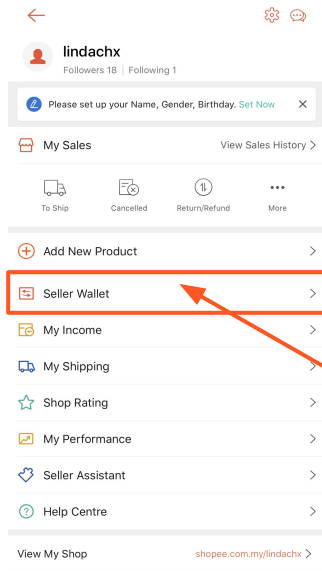 lindachx
Followers 18 | Following 1
Please set up your Name, Gender, Birthday. Set Now
My Sales View Sales History
To Ship Cancelled Return/Refund More
Add New Product
Seller Wallet
My Income
My Shipping
Shop Rating
My Performance
Seller Assistant
Help Centre
View My Shop shopee.com.my/lindachx